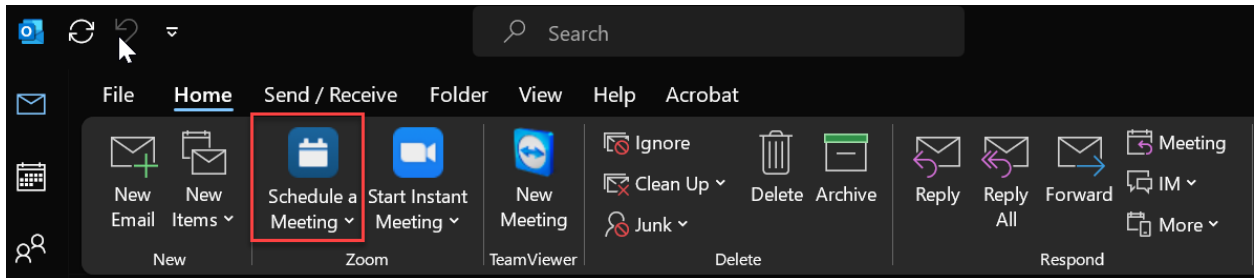 Search
File Home Send / Receive Folder View Help Acrobat
New Email
New Items
Schedule a Meeting
Start Instant Meeting
New Meeting
Ignore
Clean Up
Junk
Delete
Archive
Reply
Reply All
Forward
Meeting
IM
More
New
Zoom
TeamViewer
Delete
Respond